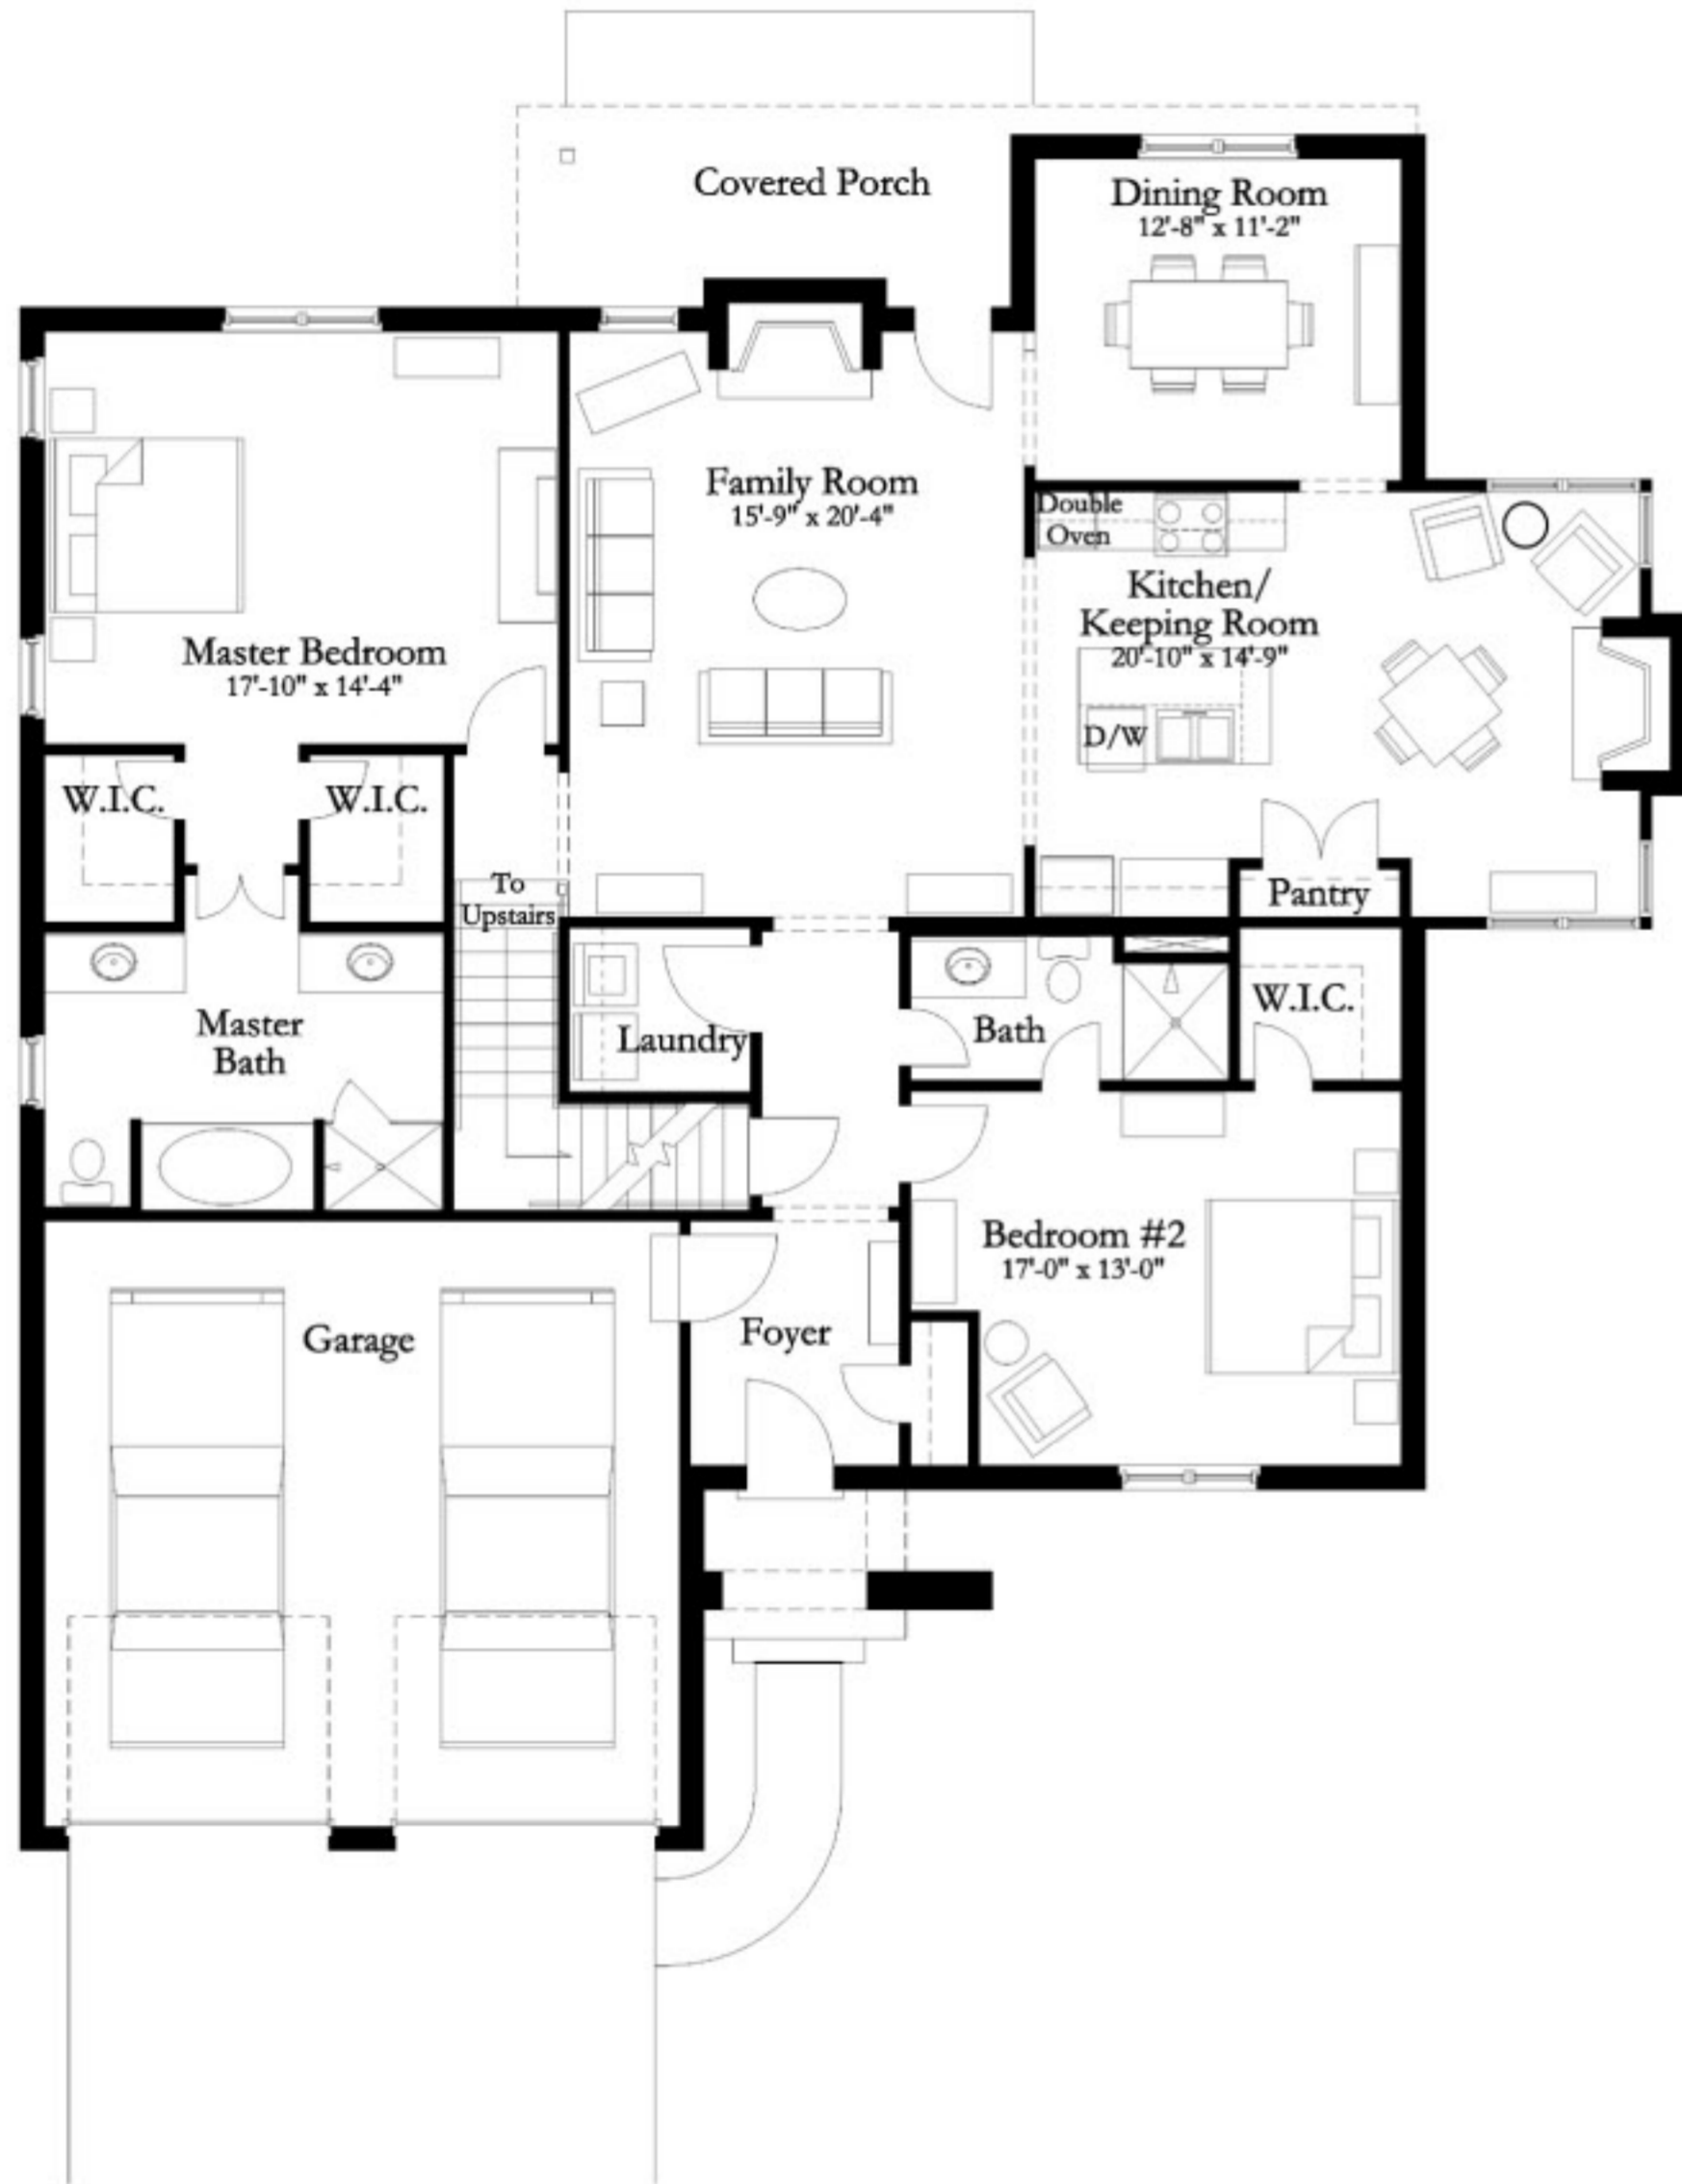 Covered Porch
Dining Room
12'-8" x 11'-2"
Family Room
15'-9" x 20'-4"
Double
Oven
Kitchen/
Keeping Room
20'-10" x 14'-9"
Master Bedroom
17'-10" x 14'-4"
D/W
W.I.C.
W.I.C.
To
Upstairs
Pantry
Master
Bath
Laundry
Bath
W.I.C.
Bedroom #2
17'-0" x 13'-0"
Garage
Foyer